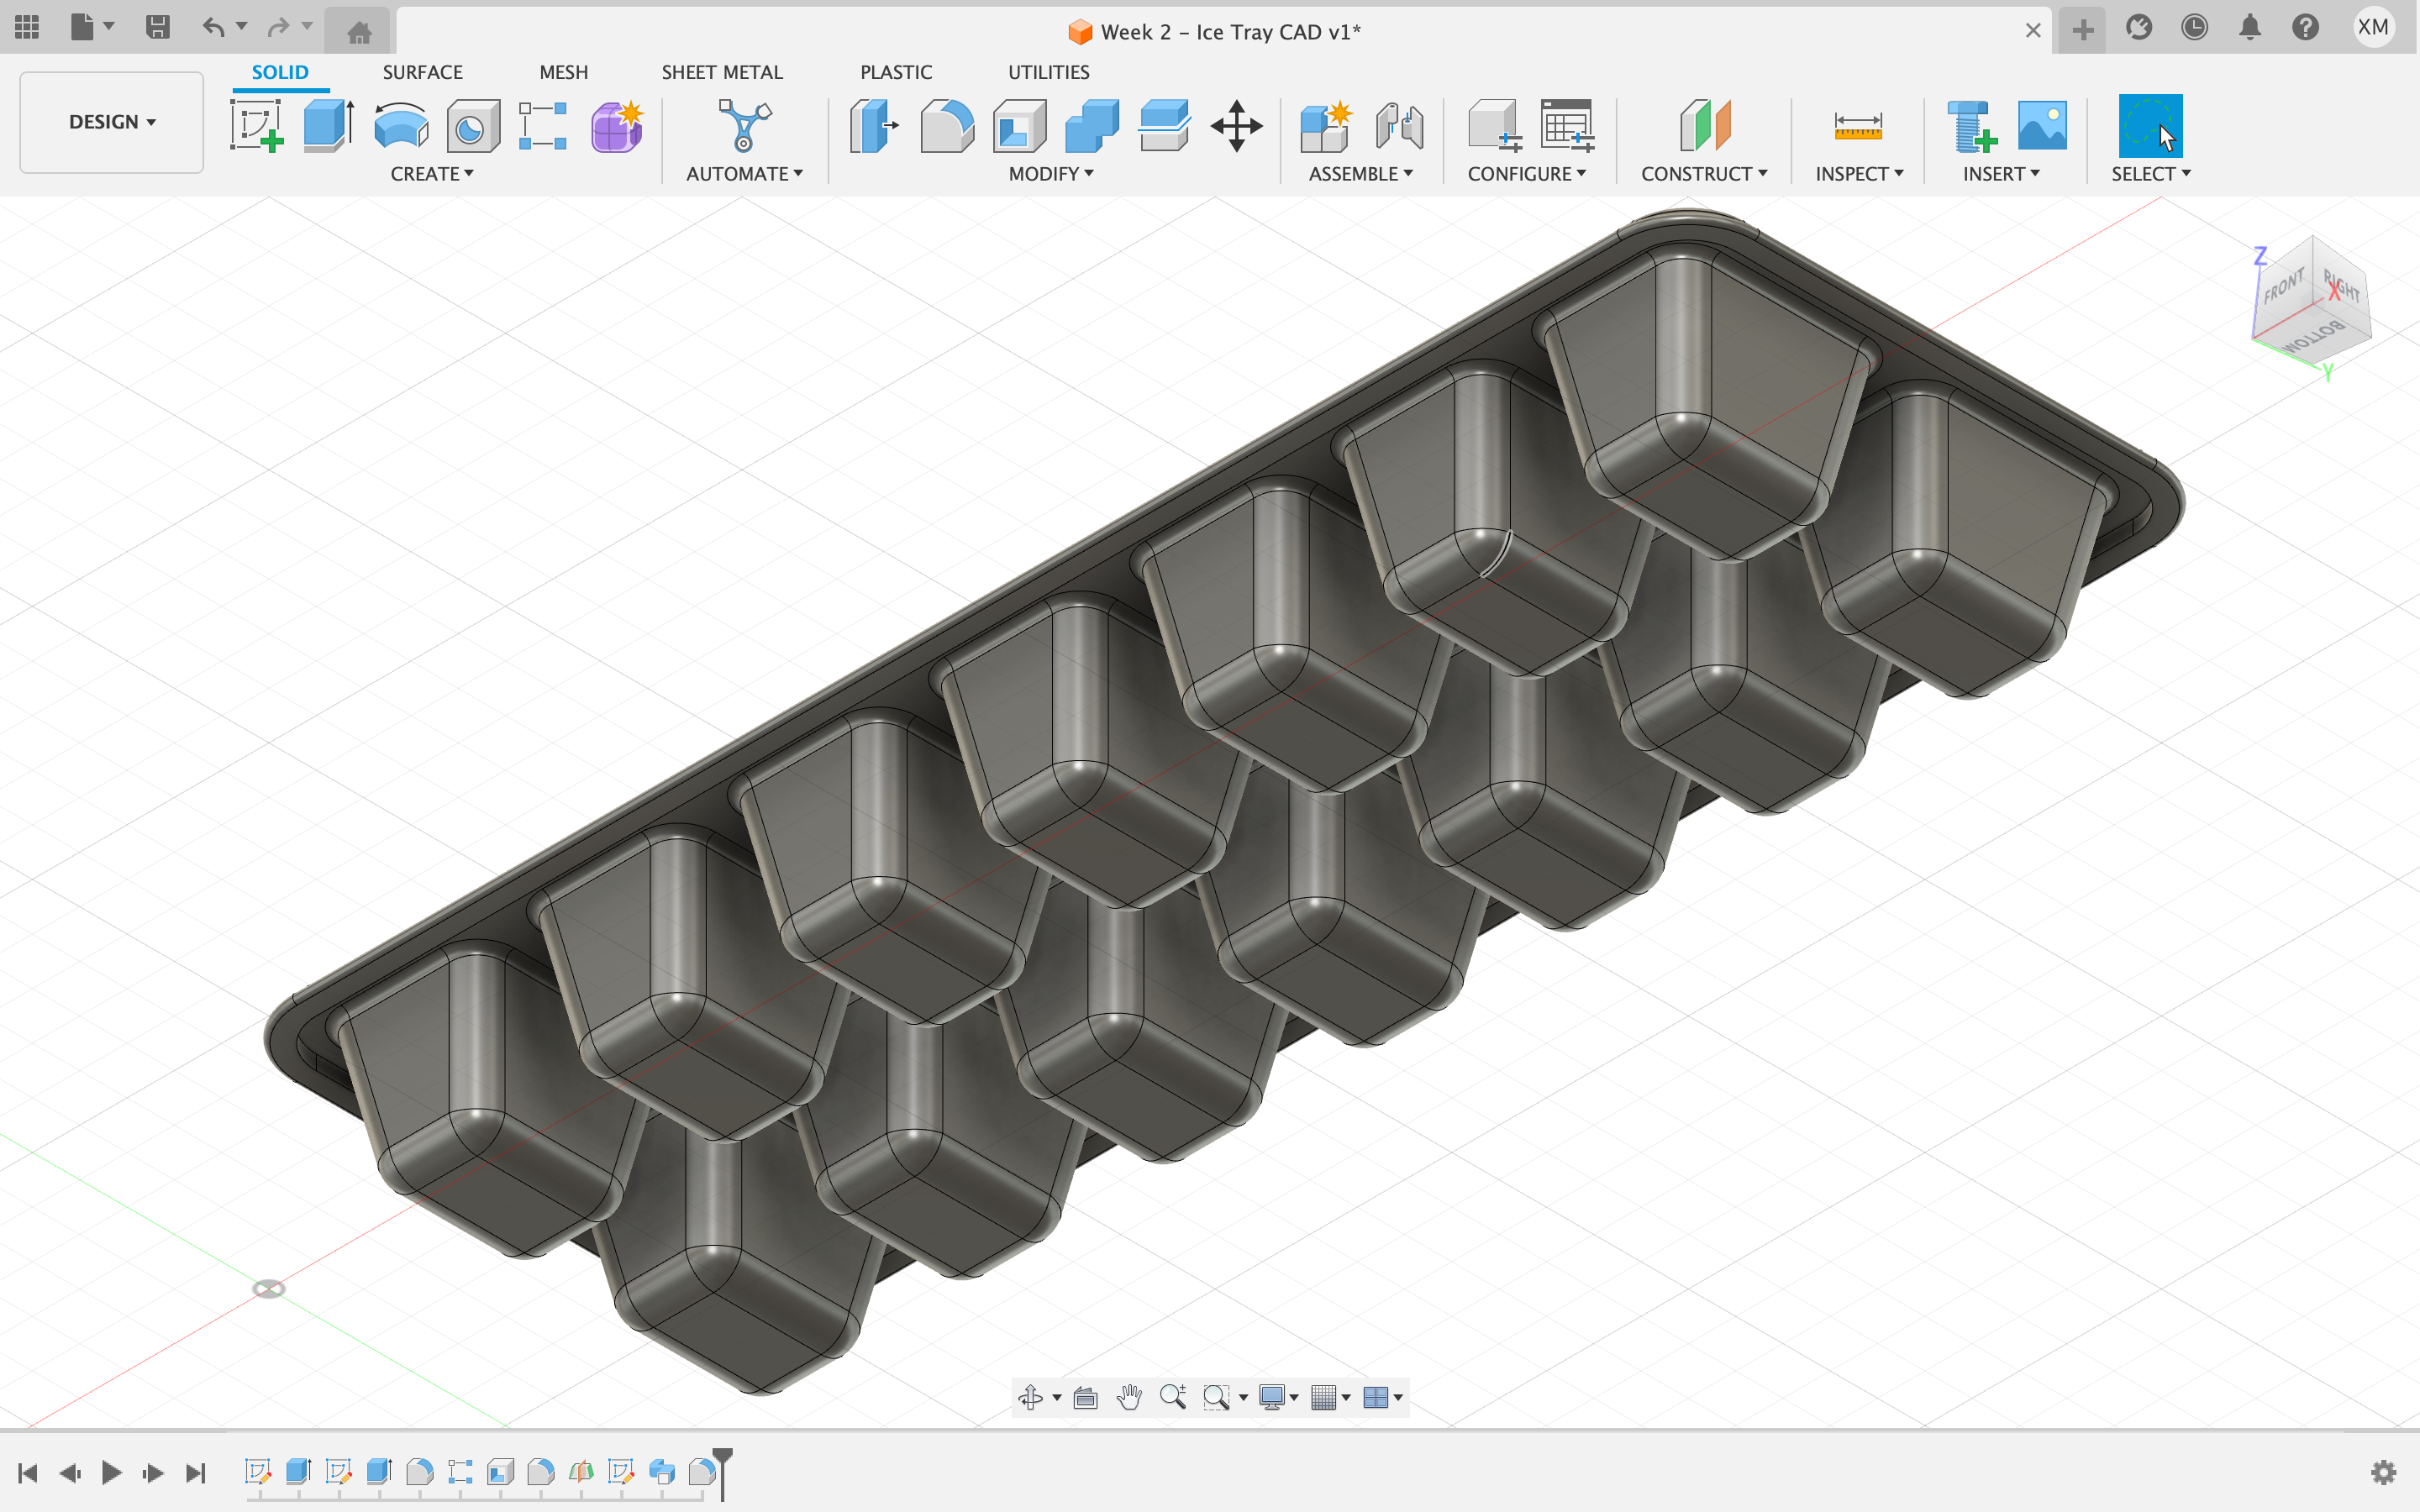 Week 2 – Ice Tray CAD v1*
XM
SOLID SURFACE MESH SHEET METAL PLASTIC UTILITIES
DESIGN
CREATE AUTOMATE MODIFY ASSEMBLE CONFIGURE CONSTRUCT INSPECT INSERT SELECT
Z
FRONT RIGHT
X
BOTTOM
Y